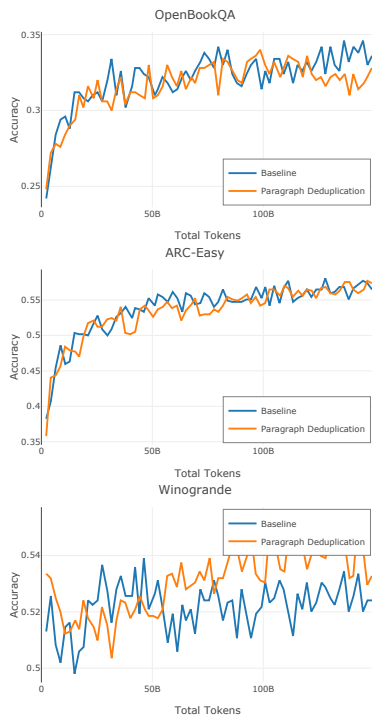 OpenBookQA
0.35
0.3
0.25
Accuracy
Baseline
Paragraph Deduplication
0
50B
100B
Total Tokens
ARC-Easy
0.55
0.5
0.45
0.4
0.35
Accuracy
Baseline
Paragraph Deduplication
0
50B
100B
Total Tokens
Winogrande
0.54
0.52
0.5
Accuracy
Baseline
Paragraph Deduplication
0
50B
100B
Total Tokens